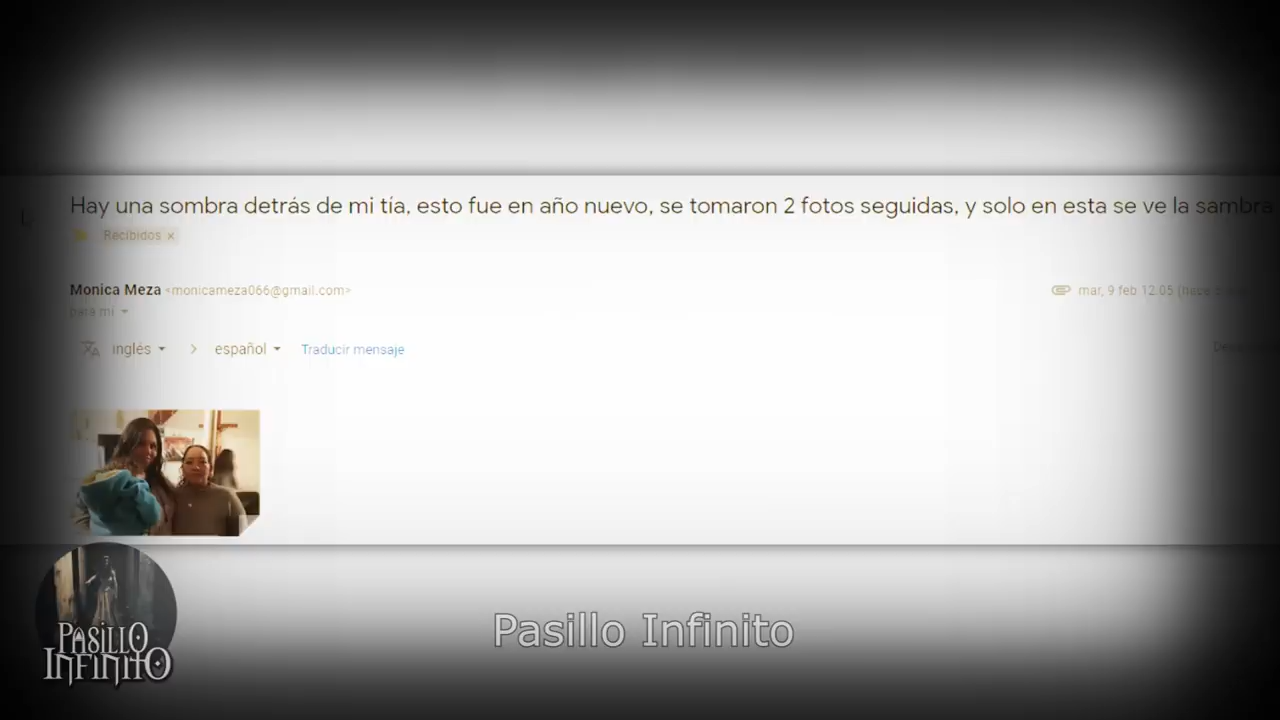 Hay una sombra detrás de mi tía, esto fue en año nuevo, se tomaron 2 fotos seguidas, y solo en esta se ve la sambra
Recibidos ×
Monica Meza <monicameza066@gmail.com>
mar, 9 feb 12:05 (hace
para mí
inglés > español Traducir mensaje
Pasillo Infinito
PASILLO
INFINITO